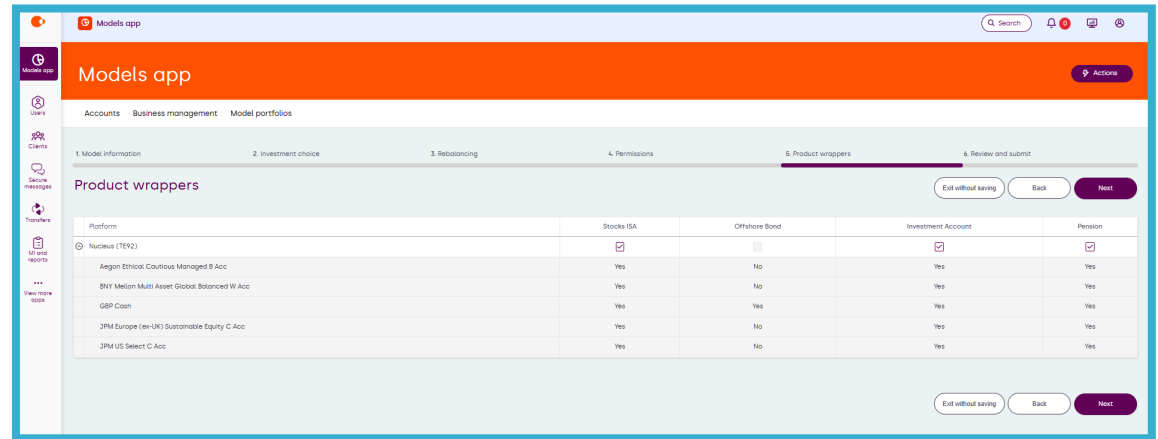 Models app
Search
0
Models app
Models app
Actions
Users
Accounts Business management Model portfolios
Clients
1. Model information 2. Investment choice 3. Rebalancing 4. Permissions 5. Product wrappers 6. Review and submit
Secure messages
Product wrappers
Exit without saving Back Next
Transfers
Platform Stocks ISA Offshore Bond Investment Account Pension
Nucleus (TE92)
MI and reports
Aegon Ethical Cautious Managed B Acc Yes No Yes Yes
BNY Mellon Multi Asset Global Balanced W Acc Yes No Yes Yes
View more apps
GBP Cash Yes Yes Yes Yes
JPM Europe (ex-UK) Sustainable Equity C Acc Yes No Yes Yes
JPM US Select C Acc Yes No Yes Yes
Exit without saving Back Next